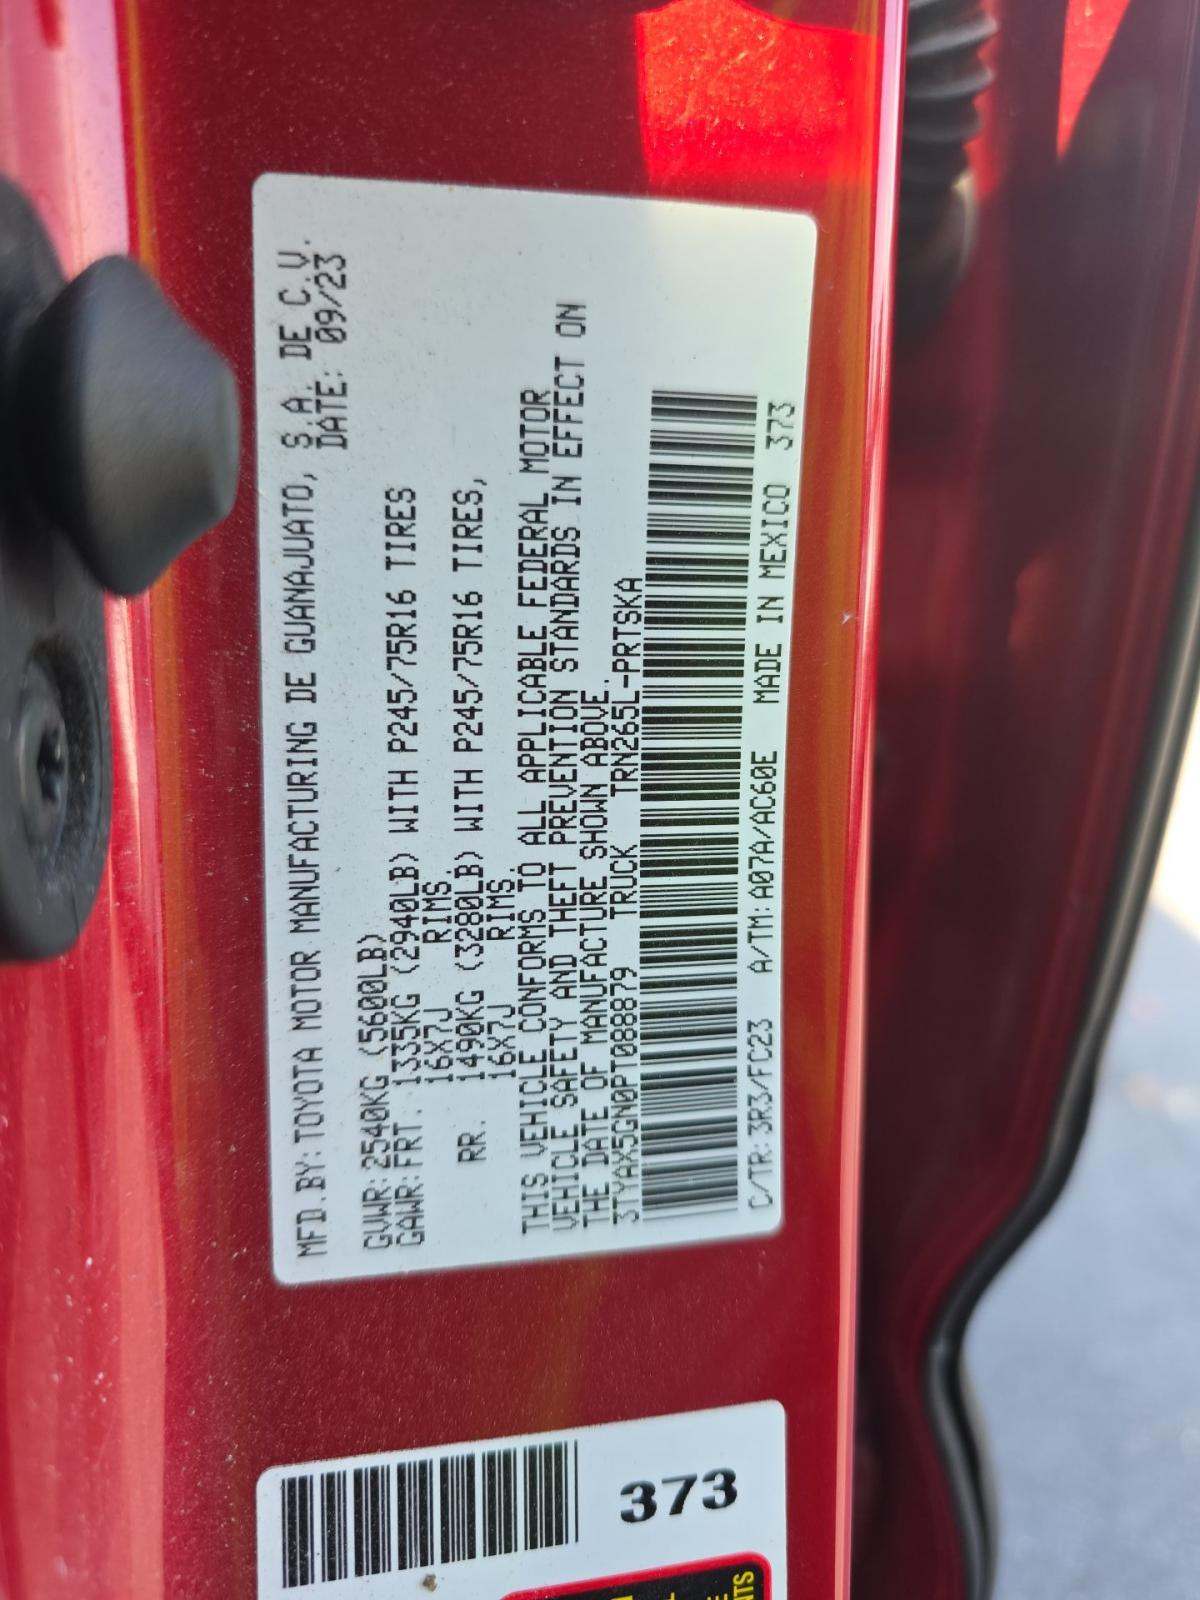 MFD.BY:TOYOTA MOTOR MANUFACTURING DE GUANAJUATO, S.A. DE C.V.
DATE: 09/23
GVWR:2540KG (5600LB)
GAWR:FRT. 1335KG (2940LB) WITH P245/75R16 TIRES
16X7J RIMS.
RR. 1490KG (3280LB) WITH P245/75R16 TIRES,
16X7J RIMS.
THIS VEHICLE CONFORMS TO ALL APPLICABLE FEDERAL MOTOR
VEHICLE SAFETY AND THEFT PREVENTION STANDARDS IN EFFECT ON
THE DATE OF MANUFACTURE SHOWN ABOVE.
3TYAX5GN0PT088879 TRUCK TRN265L-PRTSKA
C/TR:3R3/FC23 A/TM:A07A/AC60E MADE IN MEXICO 373
373